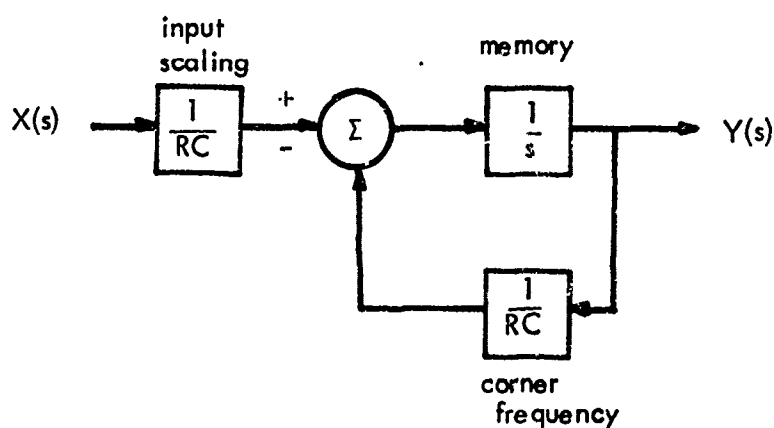 input
scaling
memory
X(s)
1
RC
+
-
Σ
1
s
Y(s)
1
RC
corner
frequency